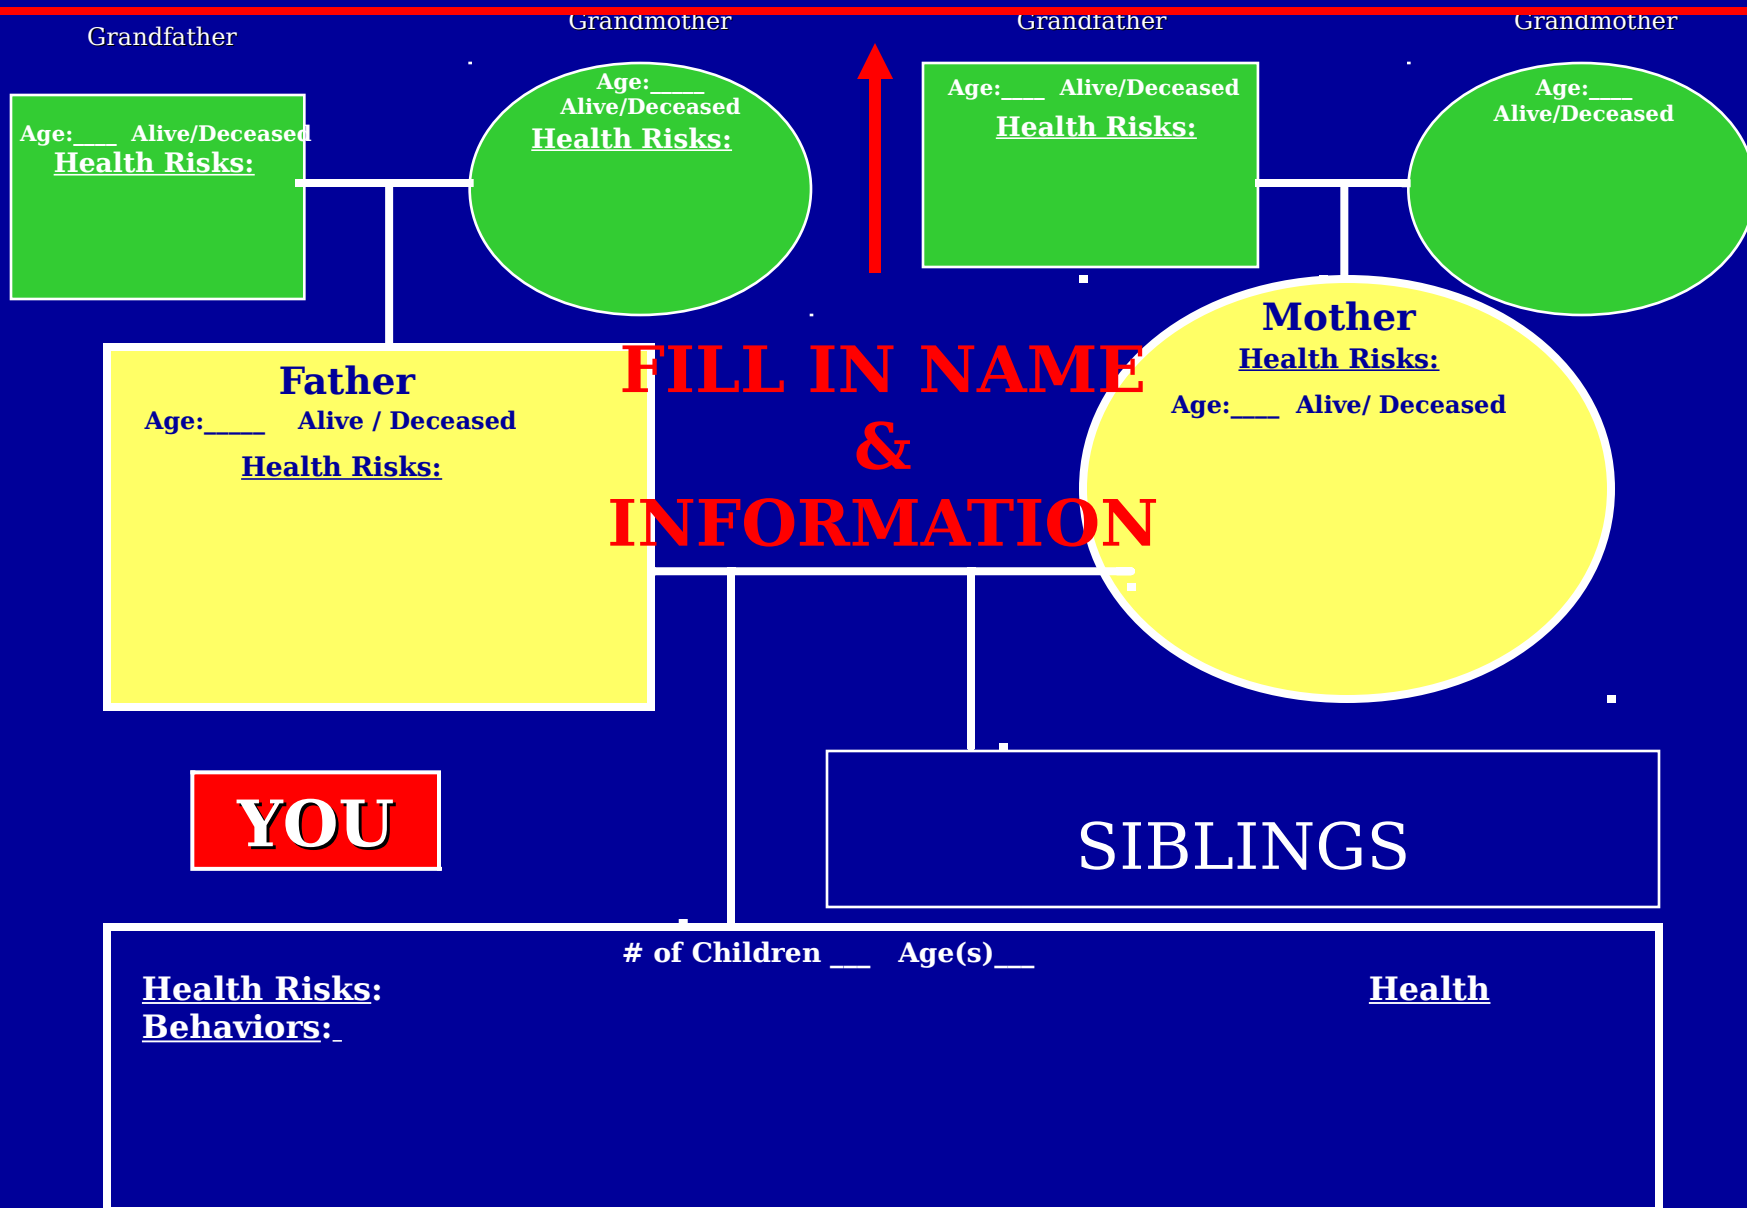 Grandfather
Grandmother
Grandfather
Grandmother
Age:____ Alive/Deceased
Health Risks:
Age:_____
Alive/Deceased
Health Risks:
Age:____ Alive/Deceased
Health Risks:
Age:____
Alive/Deceased
Father
Age:_____ Alive / Deceased
Health Risks:
FILL IN NAME
&
INFORMATION
Mother
Health Risks:
Age:____ Alive/ Deceased
YOU
SIBLINGS
# of Children ___ Age(s)___
Health Risks: Health
Behaviors:_